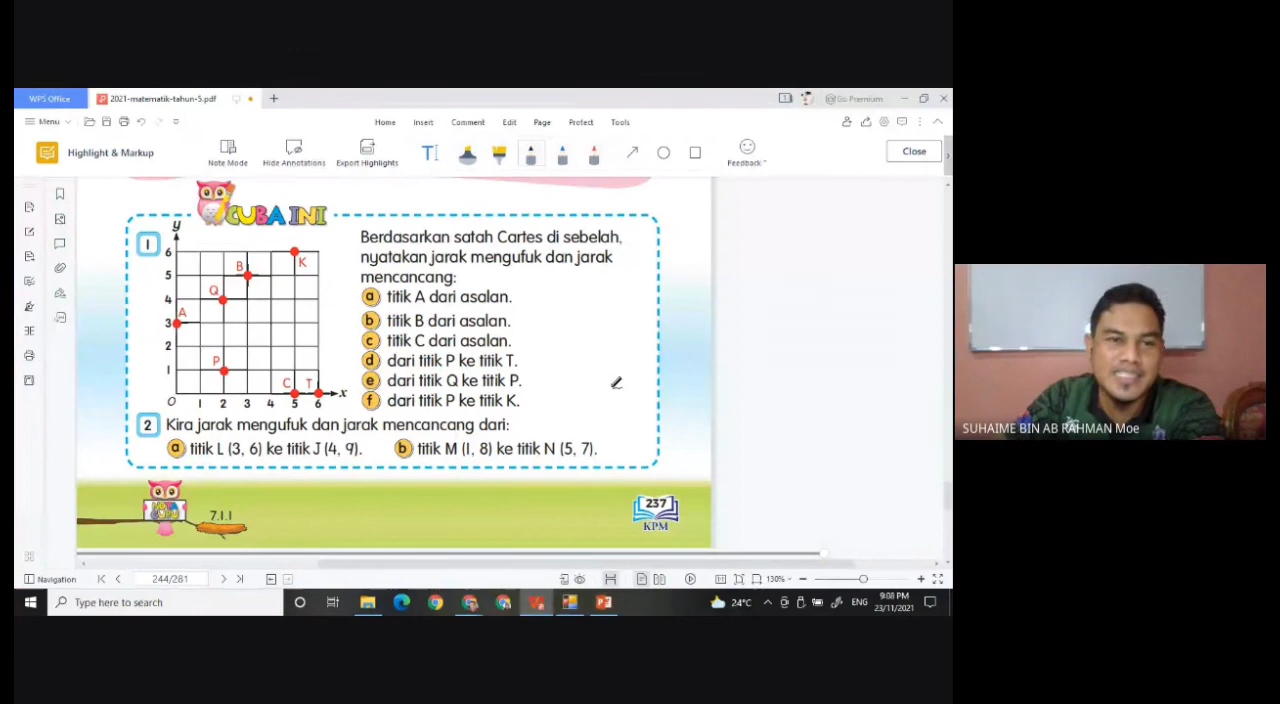 WPS Office
2021-matematik-tahun-5.pdf
Go Premium
Menu
Home Insert Comment Edit Page Protect Tools
Highlight & Markup
Note Mode
Hide Annotations
Export Highlights
Feedback
Close
CUBA INI
1
y
6
5
4
3
2
1
O 1 2 3 4 5 6 x
K
B
Q
A
P
C T
Berdasarkan satah Cartes di sebelah,
nyatakan jarak mengufuk dan jarak
mencancang:
a titik A dari asalan.
b titik B dari asalan.
c titik C dari asalan.
d dari titik P ke titik T.
e dari titik Q ke titik P.
f dari titik P ke titik K.
2 Kira jarak mengufuk dan jarak mencancang dari:
a titik L (3, 6) ke titik J (4, 9). b titik M (1, 8) ke titik N (5, 7).
7.1.1
237
KPM
SUHAIME BIN AB RAHMAN Moe
Navigation
244/281
130%
Type here to search
24°C
ENG
9:08 PM
23/11/2021